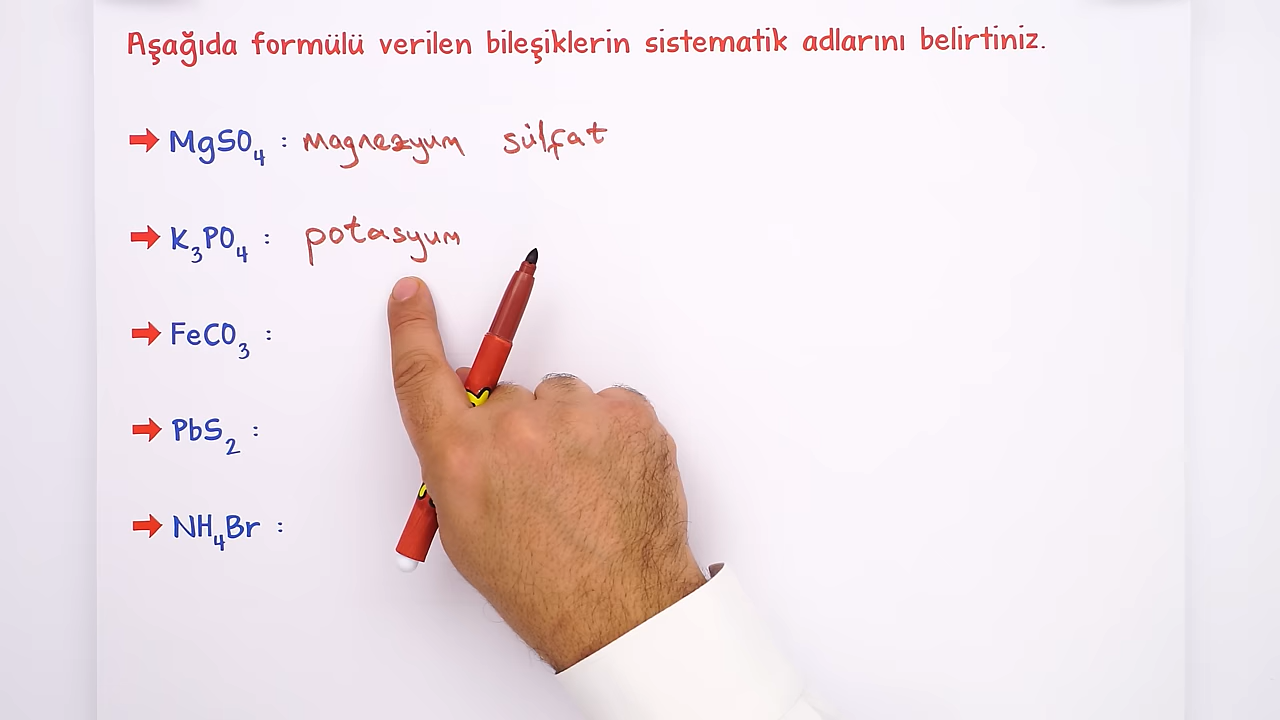 Aşağıda formülü verilen bileşiklerin sistematik adlarını belirtiniz.
➡ MgSO₄ : magnezyum sülfat
➡ K₃PO₄ : potasyum
➡ FeCO₃ :
➡ PbS₂ :
➡ NH₄Br :